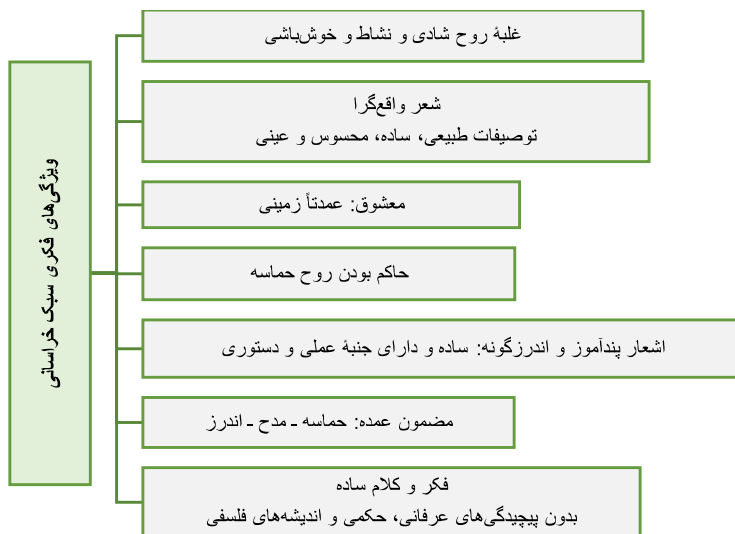 ویژگی‌های فکری سبک خراسانی
غلبهٔ روح شادی و نشاط و خوش‌باشی
شعر واقع‌گرا
توصیفات طبیعی، ساده، محسوس و عینی
معشوق: عمدتاً زمینی
حاکم بودن روح حماسه
اشعار پندآموز و اندرزگونه: ساده و دارای جنبهٔ عملی و دستوری
مضمون عمده: حماسه ـ مدح ـ اندرز
فکر و کلام ساده
بدون پیچیدگی‌های عرفانی، حکمی و اندیشه‌های فلسفی